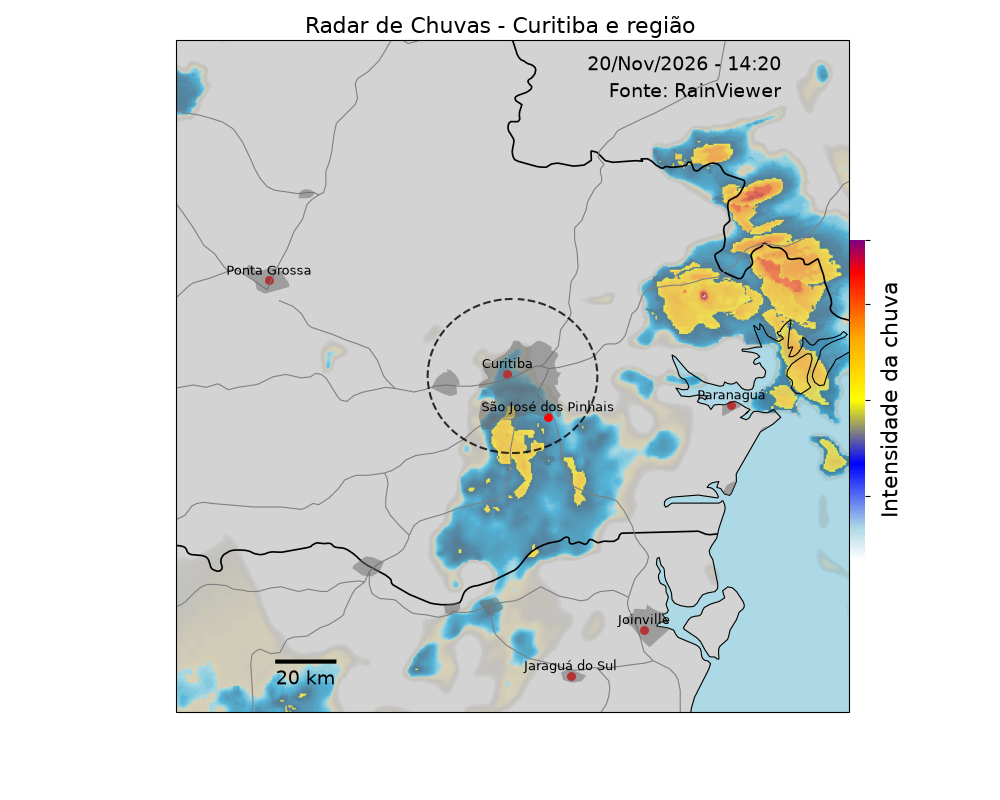 Radar de Chuvas - Curitiba e região
20/Nov/2026 - 14:20
Fonte: RainViewer
Ponta Grossa
Curitiba
São José dos Pinhais
Paranaguá
Intensidade da chuva
Joinville
Jaraguá do Sul
20 km